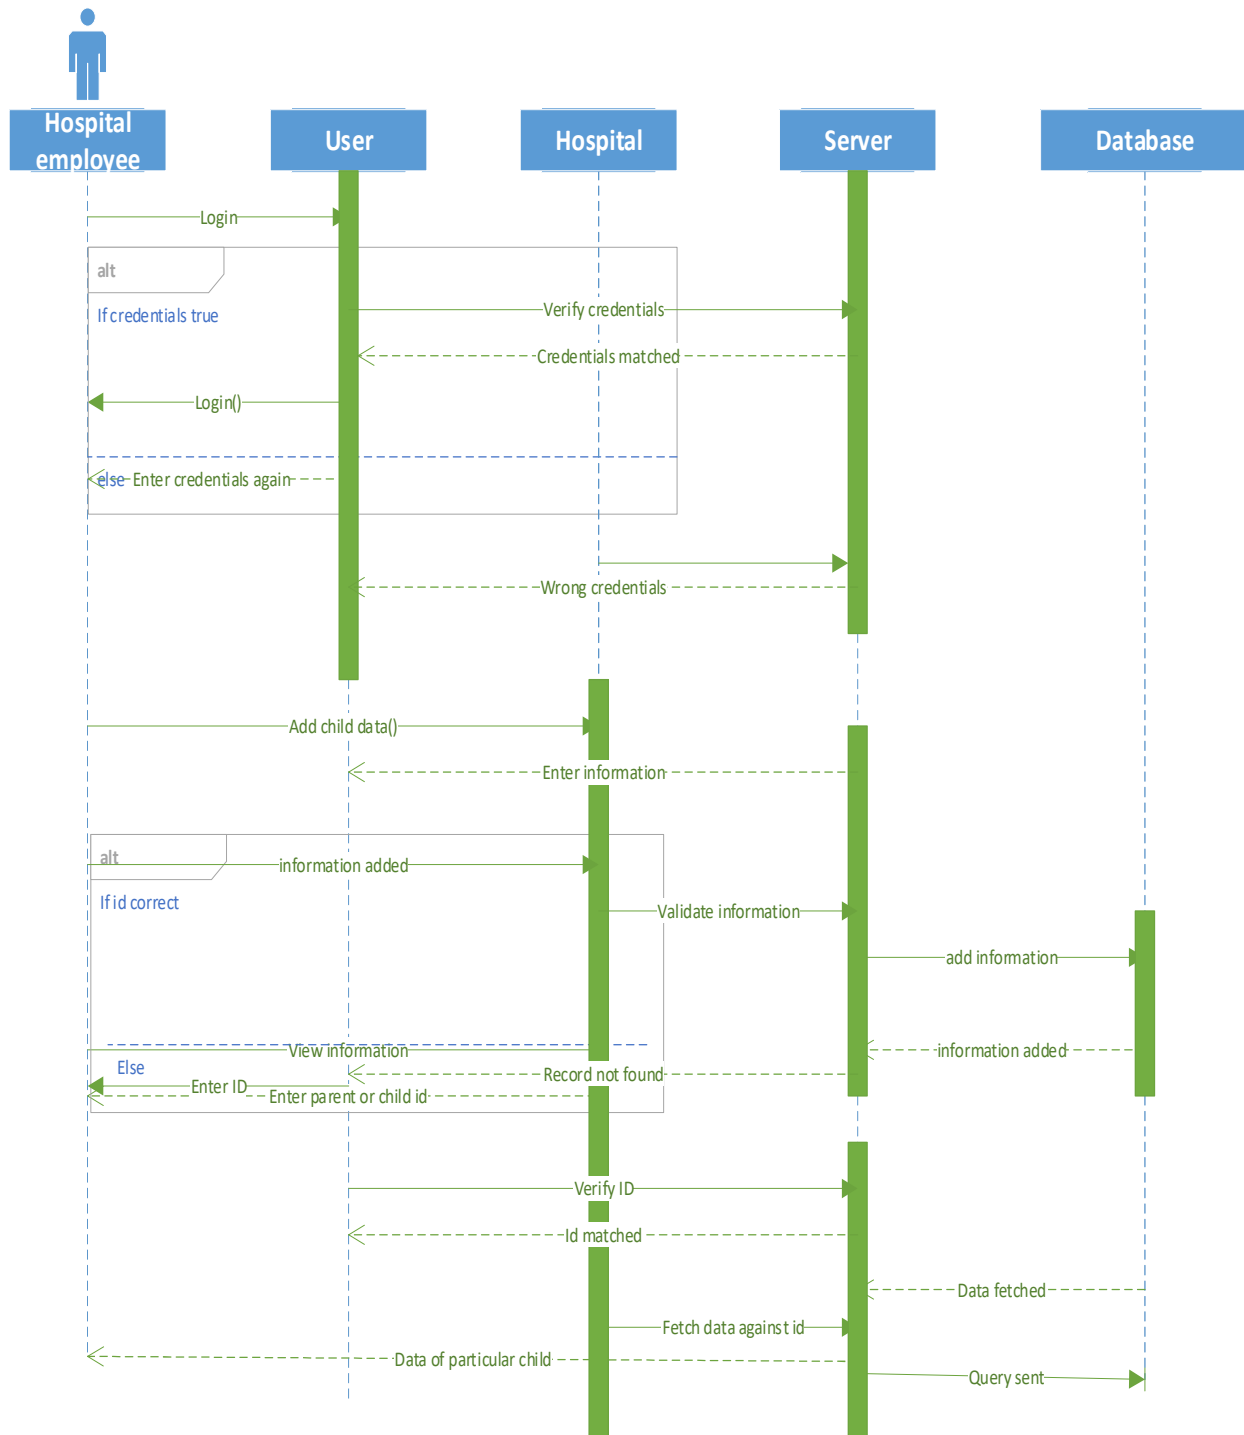 Hospital
employee
User
Hospital
Server
Database
Login
alt
If credentials true
Verify credentials
Credentials matched
Login()
else
Enter credentials again
Wrong credentials
Add child data()
Enter information
alt
information added
If id correct
Validate information
add information
View information
information added
Else
Record not found
Enter ID
Enter parent or child id
Verify ID
Id matched
Data fetched
Fetch data against id
Data of particular child
Query sent